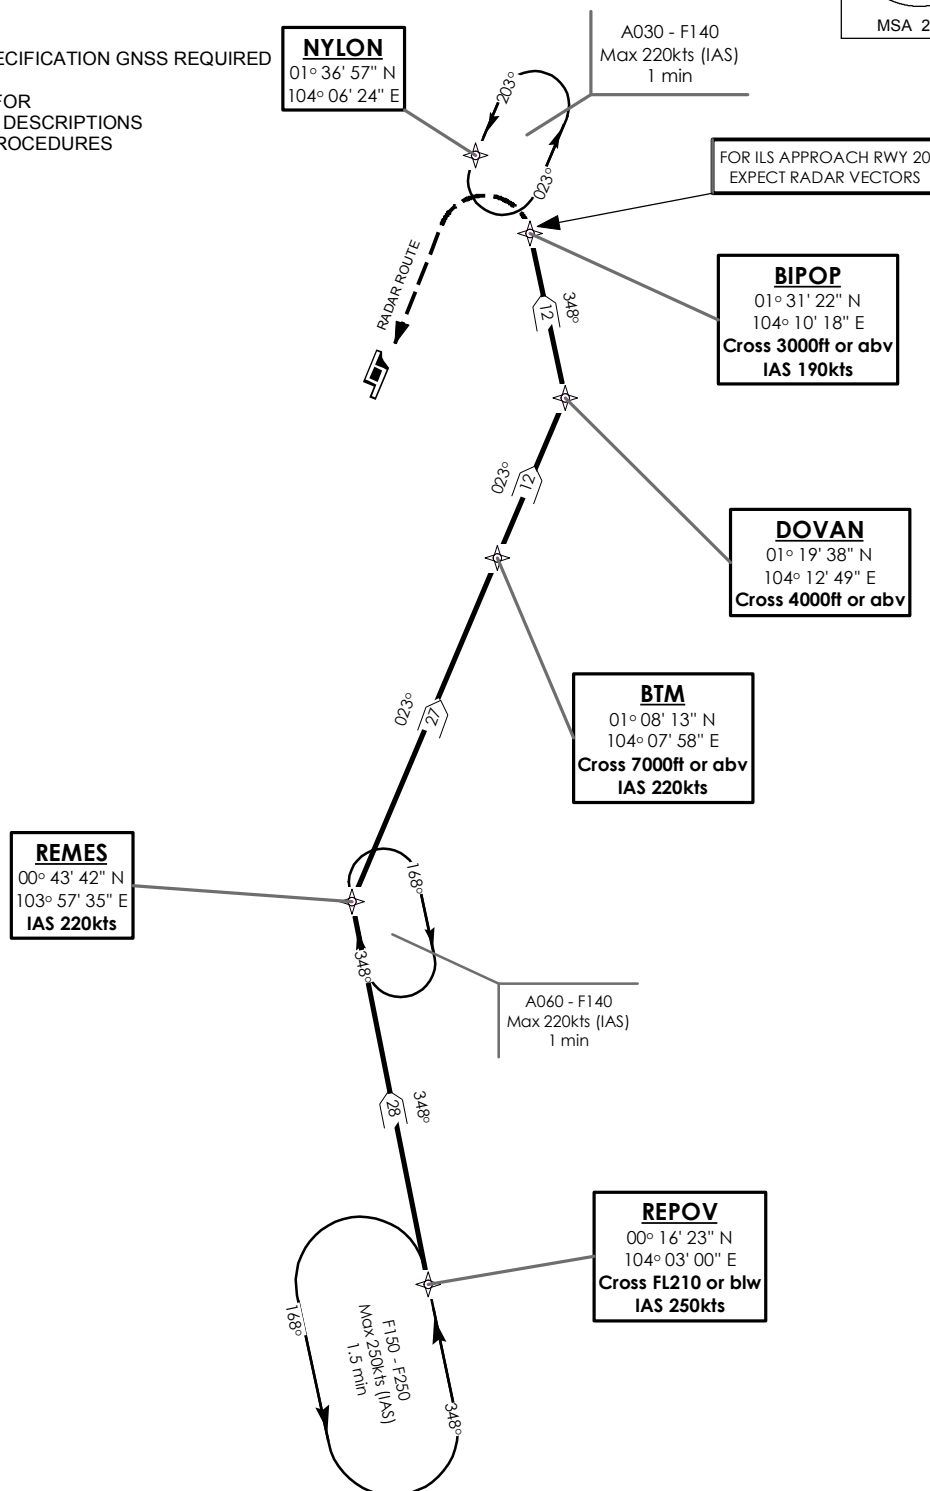 MSA 2
ECIFICATION GNSS REQUIRED
FOR
DESCRIPTIONS
ROCEDURES
NYLON
01° 36' 57" N
104° 06' 24" E
A030 - F140
Max 220kts (IAS)
1 min
203°
023°
FOR ILS APPROACH RWY 20
EXPECT RADAR VECTORS
RADAR ROUTE
BIPOP
01° 31' 22" N
104° 10' 18" E
Cross 3000ft or abv
IAS 190kts
348°
12
023°
12
DOVAN
01° 19' 38" N
104° 12' 49" E
Cross 4000ft or abv
BTM
01° 08' 13" N
104° 07' 58" E
Cross 7000ft or abv
IAS 220kts
023°
27
REMES
00° 43' 42" N
103° 57' 35" E
IAS 220kts
168°
348°
A060 - F140
Max 220kts (IAS)
1 min
348°
28
REPOV
00° 16' 23" N
104° 03' 00" E
Cross FL210 or blw
IAS 250kts
168°
F150 - F250
Max 250kts (IAS)
1.5 min
348°